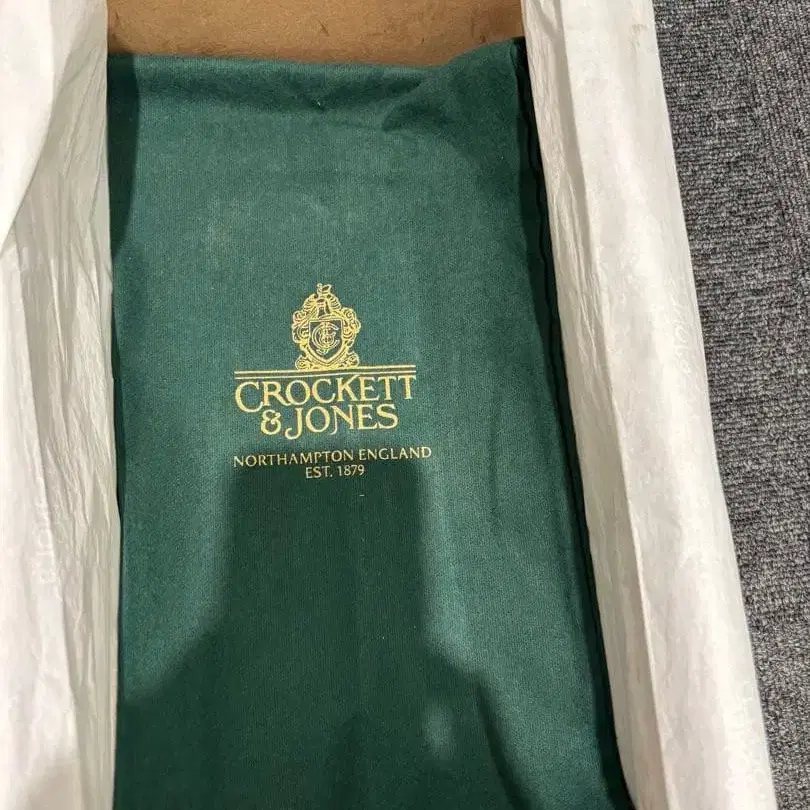 CROCKETT
& JONES
NORTHAMPTON ENGLAND
EST. 1879